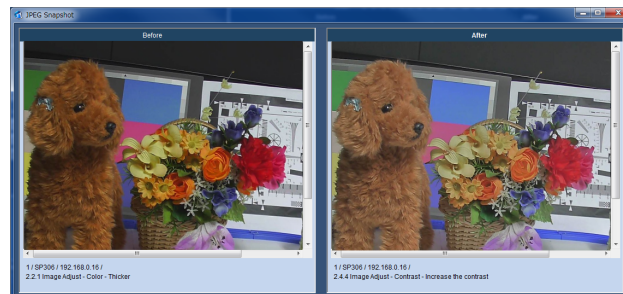 JPEG Snapshot
Before
After
1 / SP306 / 192.168.0.16 /
2.2.1 Image Adjust - Color - Thicker
1 / SP306 / 192.168.0.16 /
2.4.4 Image Adjust - Contrast - Increase the contrast